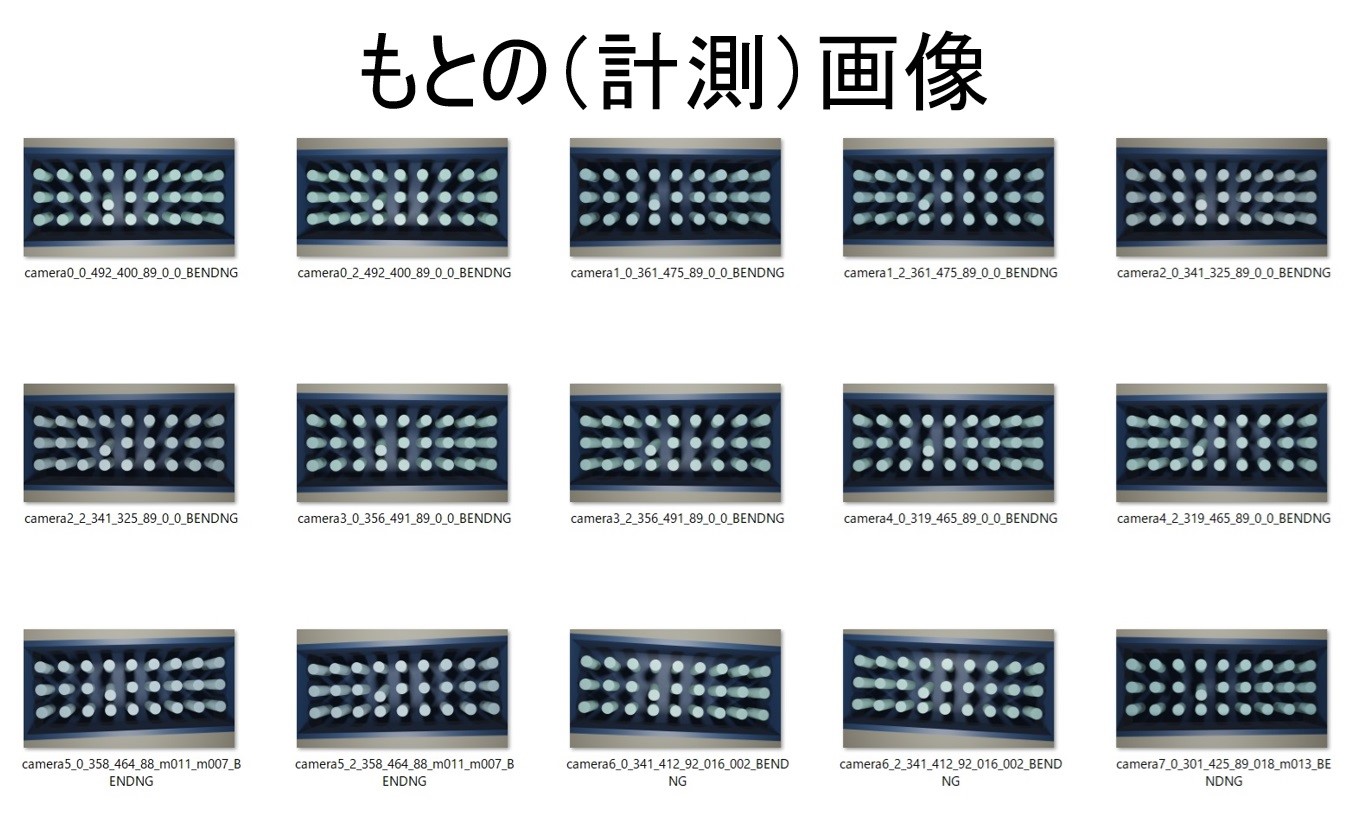 もとの（計測）画像
camera0_0_492_400_89_0_0_BENDNG
camera0_2_492_400_89_0_0_BENDNG
camera1_0_361_475_89_0_0_BENDNG
camera1_2_361_475_89_0_0_BENDNG
camera2_0_341_325_89_0_0_BENDNG
camera2_2_341_325_89_0_0_BENDNG
camera3_0_356_491_89_0_0_BENDNG
camera3_2_356_491_89_0_0_BENDNG
camera4_0_319_465_89_0_0_BENDNG
camera4_2_319_465_89_0_0_BENDNG
camera5_0_358_464_88_m011_m007_B
ENDNG
camera5_2_358_464_88_m011_m007_B
ENDNG
camera6_0_341_412_92_016_002_BEND
NG
camera6_2_341_412_92_016_002_BEND
NG
camera7_0_301_425_89_018_m013_BE
NDNG